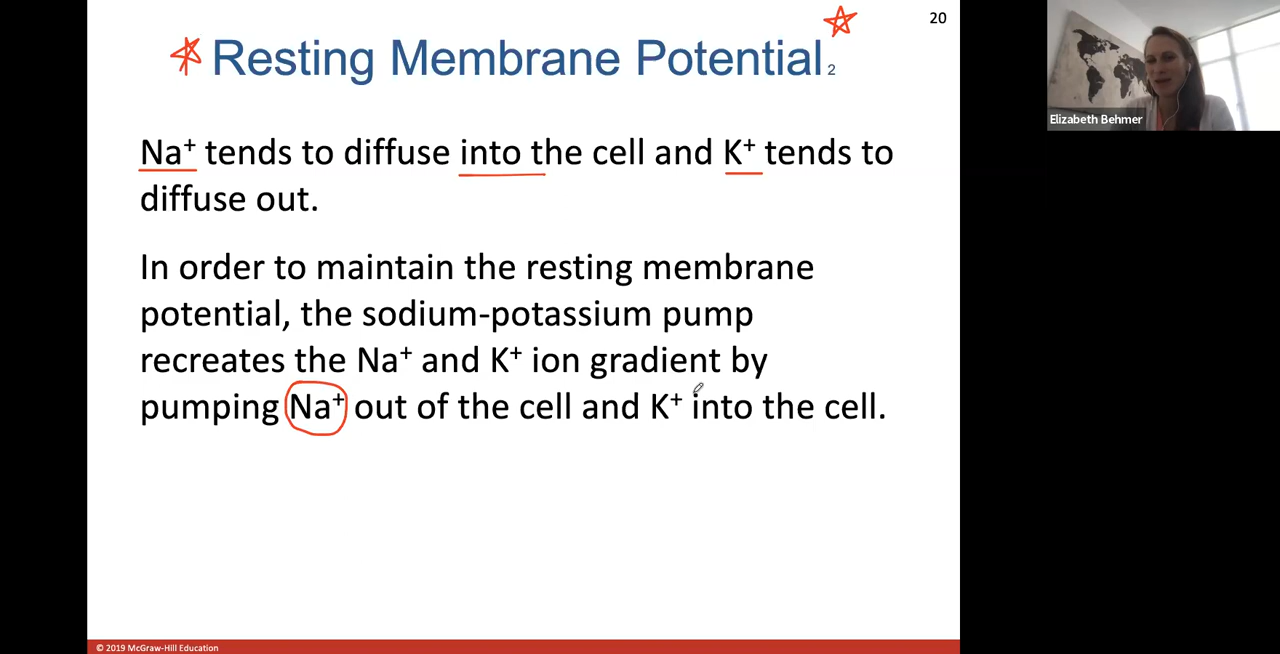 20
Resting Membrane Potential 2
Na+ tends to diffuse into the cell and K+ tends to
diffuse out.
In order to maintain the resting membrane
potential, the sodium-potassium pump
recreates the Na+ and K+ ion gradient by
pumping Na+ out of the cell and K+ into the cell.
© 2019 McGraw-Hill Education
Elizabeth Behmer